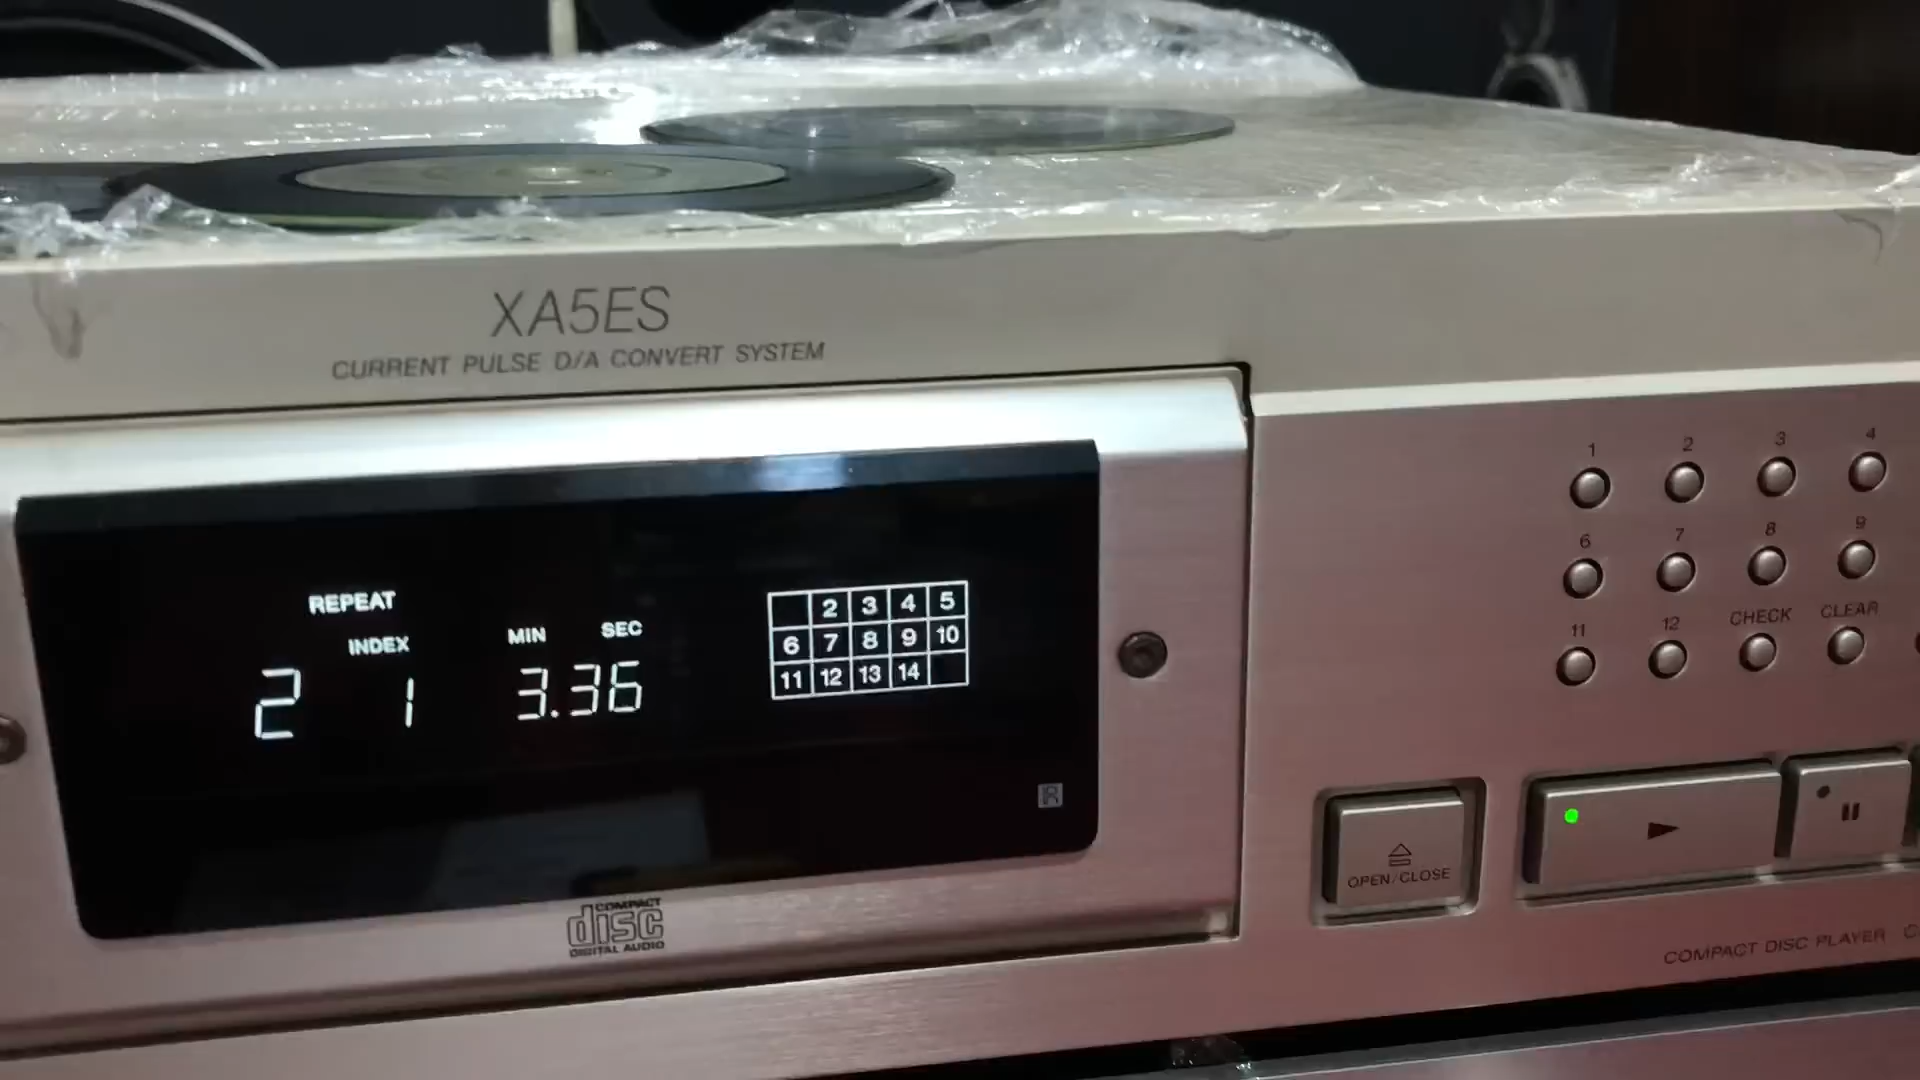 XA5ES
CURRENT PULSE D/A CONVERT SYSTEM
REPEAT
INDEX MIN SEC
2 1 3.36
2 3 4 5
6 7 8 9 10
11 12 13 14
R
COMPACT
disc
DIGITAL AUDIO
1 2 3 4
6 7 8 9
11 12 CHECK CLEAR
OPEN/CLOSE
COMPACT DISC PLAYER